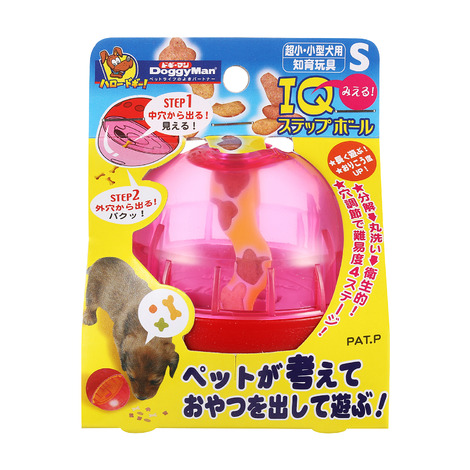 ドギーマン
DoggyMan
ペットライフのよきパートナー
ハロードギー!
超小・小型犬用
知育玩具
S
IQ
みえる!
ステップボール
★長く遊ぶ!
★おりこう度
UP!
STEP1
中穴から出る!
見える!
STEP2
外穴から出る!
パクッ!
★分解→丸洗い→衛生的!
★穴調節で難易度4ステージ!
PAT.P
ペットが考えて
おやつを出して遊ぶ!